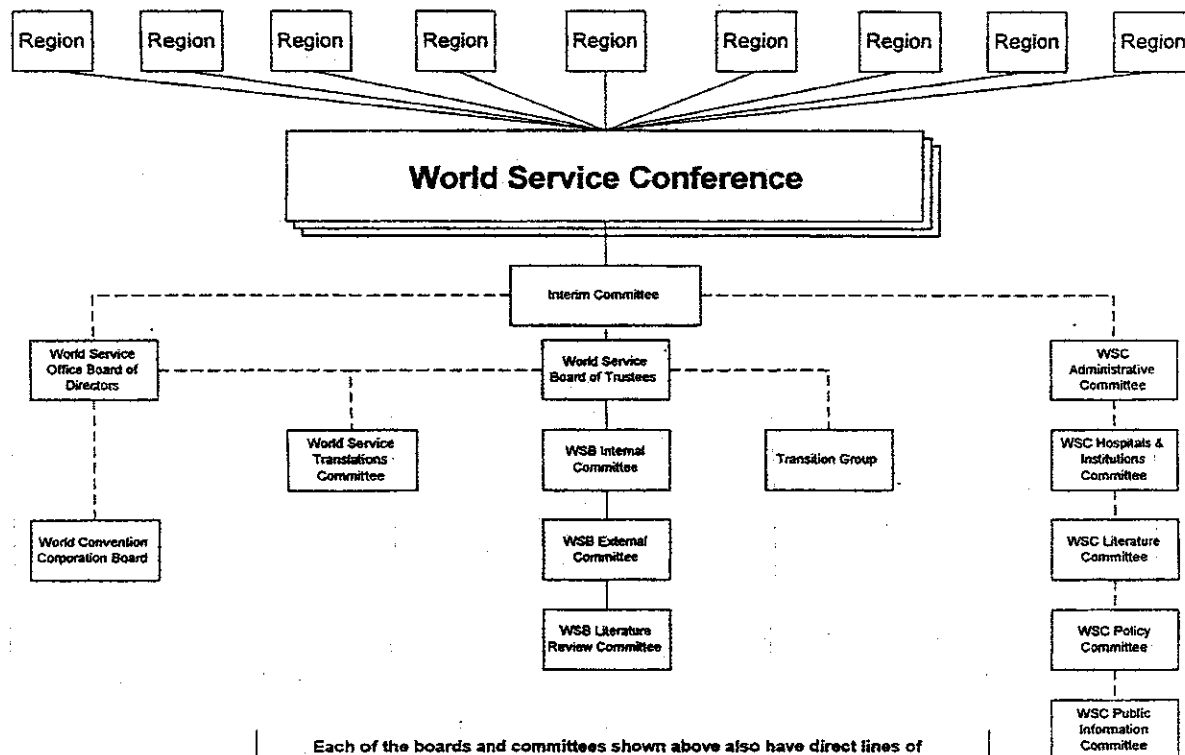 Region
Region
Region
Region
Region
Region
Region
Region
Region
World Service Conference
Interim Committee
World Service
Office Board of
Directors
World Service
Board of Trustees
WSC
Administrative
Committee
World Service
Translations
Committee
WSB Internal
Committee
Transition Group
WSC Hospitals &
Institutions
Committee
World Convention
Corporation Board
WSB External
Committee
WSC Literature
Committee
WSB Literature
Review Committee
WSC Policy
Committee
WSC Public
Information
Committee
Each of the boards and committees shown above also have direct lines of